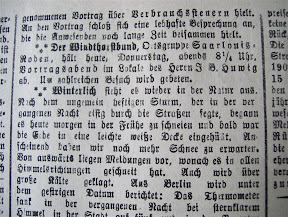 genommenen Vortrag über Verbrauchssteuern hielt.
An den Vortrag schloß sich eine lebhafte Besprechung an,
die die Anwesenden noch lange Zeit beisammen hielt.
Der Windthorstbund, Ortsgruppe Saarlouis-
Roden, hält heute, Donnerstag, abends 8¼ Uhr,
Vortragsabend im Lokal des Herrn J B. Huwig
ab. Um zahlreichen Besuch wird gebeten.
Winterlich sieht es wieder in der Natur aus.
Nach dem ungemein heftigen Sturm, der in der ver-
gangenen Nacht eisig durch die Straßen fegte, begann
es heute morgen in der Frühe zu schneien und bald war
die Erde in eine leichte weiße Decke eingehüllt. An-
scheinend haben wir noch mehr Schnee zu erwarten.
Von auswärts liegen Meldungen vor, wonach es in allen
Himmelsrichtungen geschneit hat. Auch wird über
große Kälte geklagt. Aus Berlin wird unter
dem gestrigen Datum berichtet: Das Thermometer
ist in der vergangenen Nacht bei sternklarem
Himmel in der Stadt auf